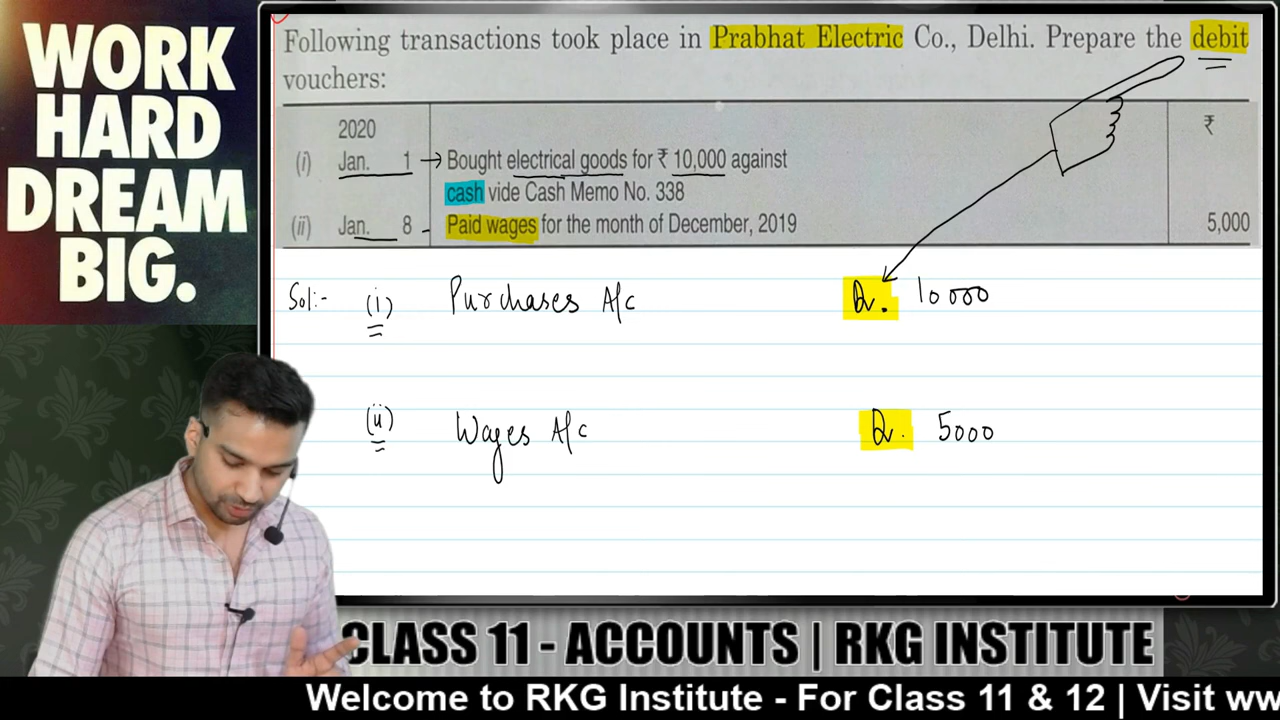 WORK
HARD
DREAM
BIG.
Following transactions took place in Prabhat Electric Co., Delhi. Prepare the debit
vouchers:
2020 ₹
(i) Jan. 1 → Bought electrical goods for ₹ 10,000 against
cash vide Cash Memo No. 338
(ii) Jan. 8 - Paid wages for the month of December, 2019 5,000
Sol:- (i) Purchases A/c Dr. 10000
(ii) Wages A/c Dr. 5000
CLASS 11 - ACCOUNTS | RKG INSTITUTE
Welcome to RKG Institute - For Class 11 & 12 | Visit ww